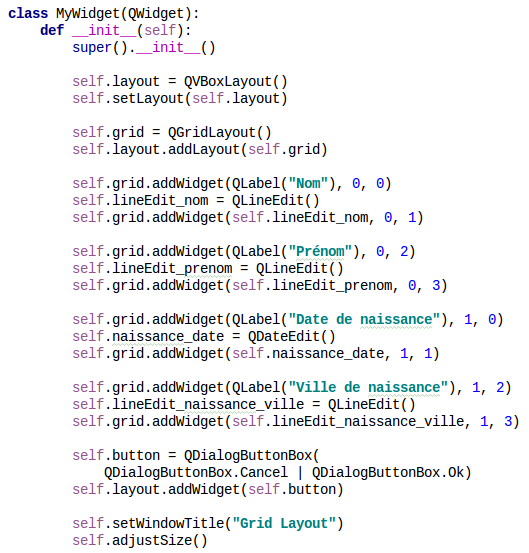 class MyWidget(QWidget):
    def __init__(self):
        super().__init__()

        self.layout = QVBoxLayout()
        self.setLayout(self.layout)

        self.grid = QGridLayout()
        self.layout.addLayout(self.grid)

        self.grid.addWidget(QLabel("Nom"), 0, 0)
        self.lineEdit_nom = QLineEdit()
        self.grid.addWidget(self.lineEdit_nom, 0, 1)

        self.grid.addWidget(QLabel("Prénom"), 0, 2)
        self.lineEdit_prenom = QLineEdit()
        self.grid.addWidget(self.lineEdit_prenom, 0, 3)

        self.grid.addWidget(QLabel("Date de naissance"), 1, 0)
        self.naissance_date = QDateEdit()
        self.grid.addWidget(self.naissance_date, 1, 1)

        self.grid.addWidget(QLabel("Ville de naissance"), 1, 2)
        self.lineEdit_naissance_ville = QLineEdit()
        self.grid.addWidget(self.lineEdit_naissance_ville, 1, 3)

        self.button = QDialogButtonBox(
            QDialogButtonBox.Cancel | QDialogButtonBox.Ok)
        self.layout.addWidget(self.button)

        self.setWindowTitle("Grid Layout")
        self.adjustSize()